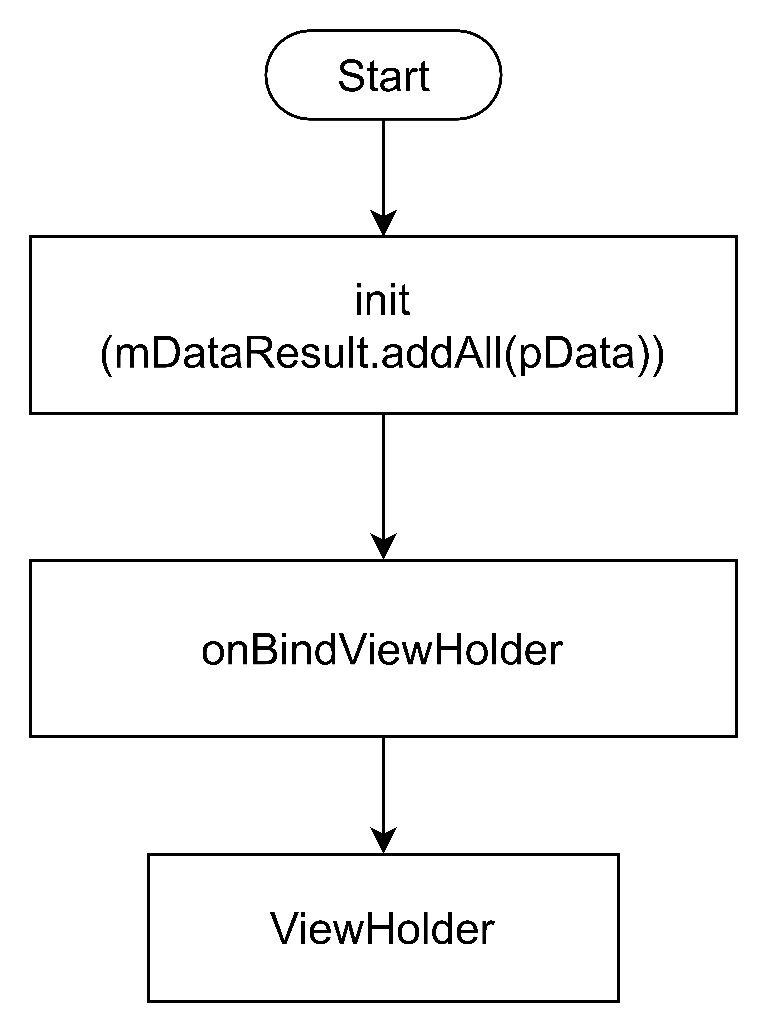 Start
init
(mDataResult.addAll(pData))
onBindViewHolder
ViewHolder